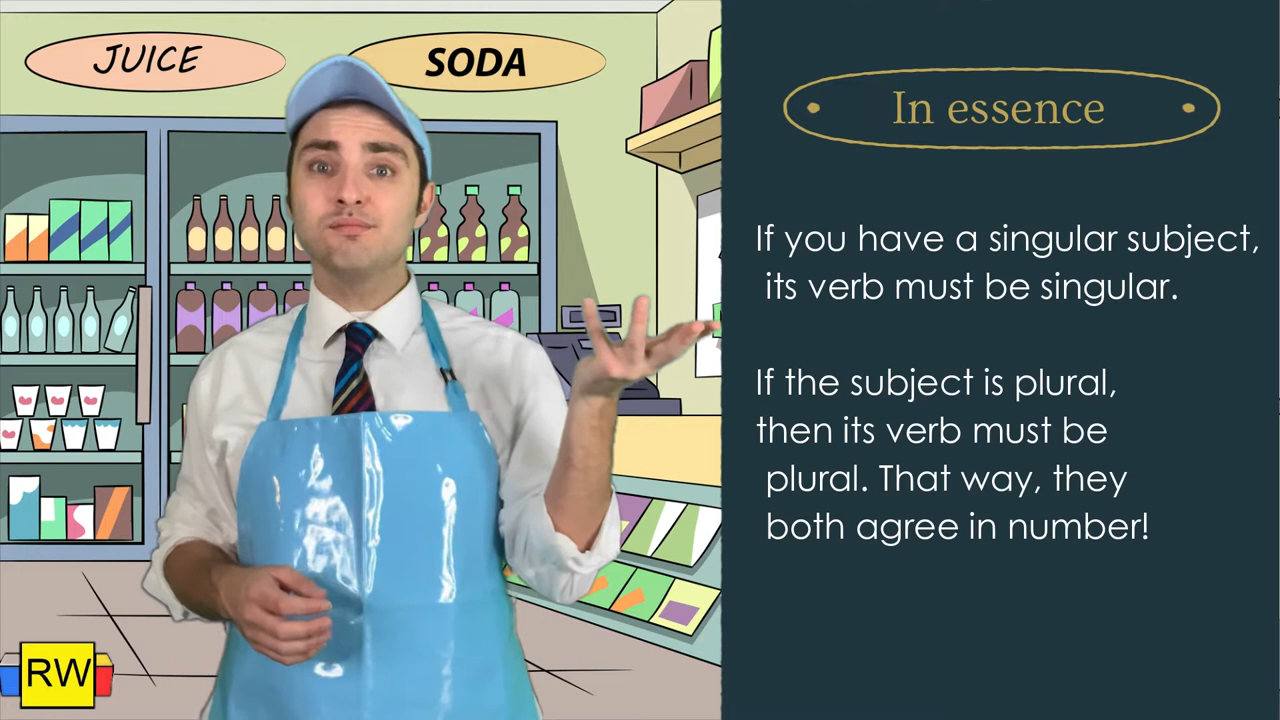 JUICE
SODA
In essence
If you have a singular subject,
its verb must be singular.
If the subject is plural,
then its verb must be
plural. That way, they
both agree in number!
RW